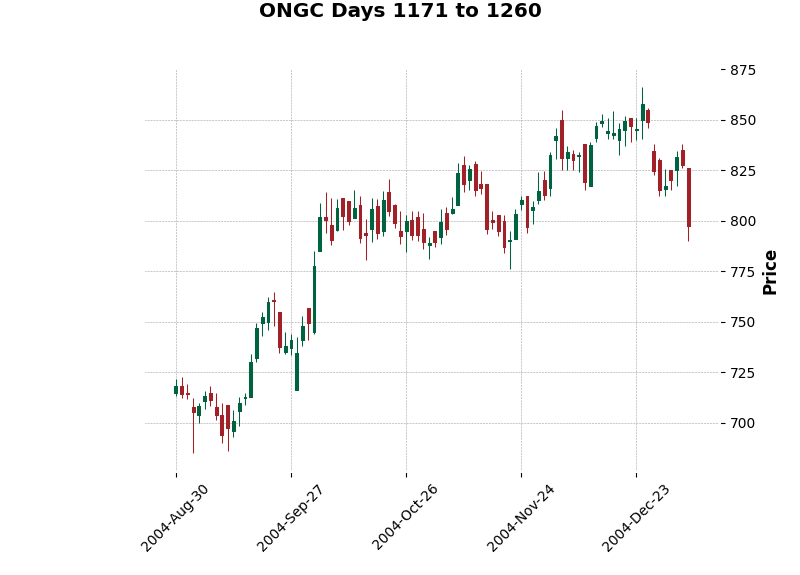 ONGC Days 1171 to 1260
875
850
825
800
775
750
725
700
Price
2004-Aug-30
2004-Sep-27
2004-Oct-26
2004-Nov-24
2004-Dec-23